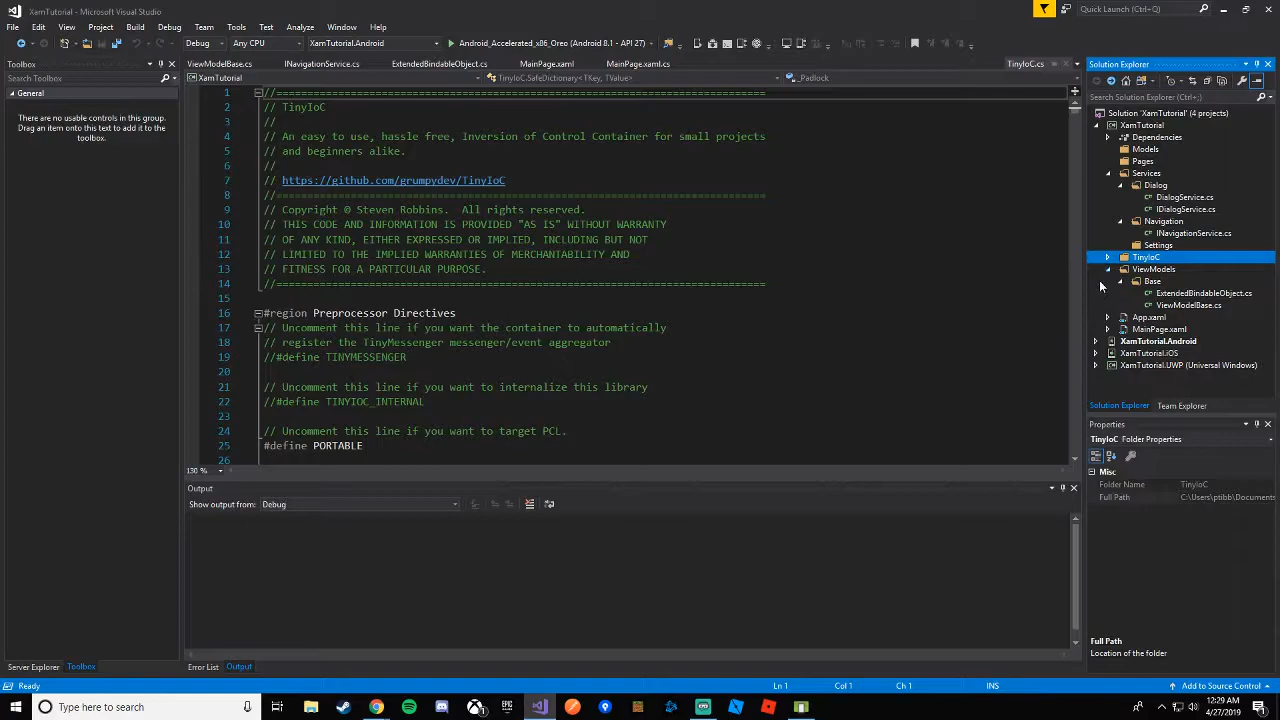 XamTutorial - Microsoft Visual Studio
Quick Launch (Ctrl+Q)
File Edit View Project Build Debug Team Tools Test Analyze Window Help
Debug Any CPU XamTutorial.Android Android_Accelerated_x86_Oreo (Android 8.1 - API 27)
Toolbox
Search Toolbox
General
There are no usable controls in this group.
Drag an item onto this text to add it to the
toolbox.
ViewModelBase.cs INavigationService.cs ExtendedBindableObject.cs MainPage.xaml MainPage.xaml.cs TinyIoC.cs
XamTutorial TinyIoC.SafeDictionary<TKey, TValue> _Padlock
1 //===========================================================================
2 // TinyIoC
3 //
4 // An easy to use, hassle free, Inversion of Control Container for small projects
5 // and beginners alike.
6 //
7 // https://github.com/grumpydev/TinyIoC
8 //===========================================================================
9 // Copyright © Steven Robbins.  All rights reserved.
10 // THIS CODE AND INFORMATION IS PROVIDED "AS IS" WITHOUT WARRANTY
11 // OF ANY KIND, EITHER EXPRESSED OR IMPLIED, INCLUDING BUT NOT
12 // LIMITED TO THE IMPLIED WARRANTIES OF MERCHANTABILITY AND
13 // FITNESS FOR A PARTICULAR PURPOSE.
14 //===========================================================================
15
16 #region Preprocessor Directives
17 // Uncomment this line if you want the container to automatically
18 // register the TinyMessenger messenger/event aggregator
19 //#define TINYMESSENGER
20
21 // Uncomment this line if you want to internalize this library
22 //#define TINYIOC_INTERNAL
23
24 // Uncomment this line if you want to target PCL.
25 #define PORTABLE
26
130 %
Output
Show output from: Debug
Server Explorer Toolbox
Error List Output
Solution Explorer
Search Solution Explorer (Ctrl+;)
Solution 'XamTutorial' (4 projects)
XamTutorial
Dependencies
Models
Pages
Services
Dialog
DialogService.cs
IDialogService.cs
Navigation
INavigationService.cs
Settings
TinyIoC
ViewModels
Base
ExtendedBindableObject.cs
ViewModelBase.cs
App.xaml
MainPage.xaml
XamTutorial.Android
XamTutorial.iOS
XamTutorial.UWP (Universal Windows)
Solution Explorer Team Explorer
Properties
TinyIoC Folder Properties
Misc
Folder Name TinyIoC
Full Path C:\Users\ptibb\Documents
Full Path
Location of the folder
Ready Ln 1 Col 1 Ch 1 INS Add to Source Control
Type here to search
12:29 AM
4/27/2019